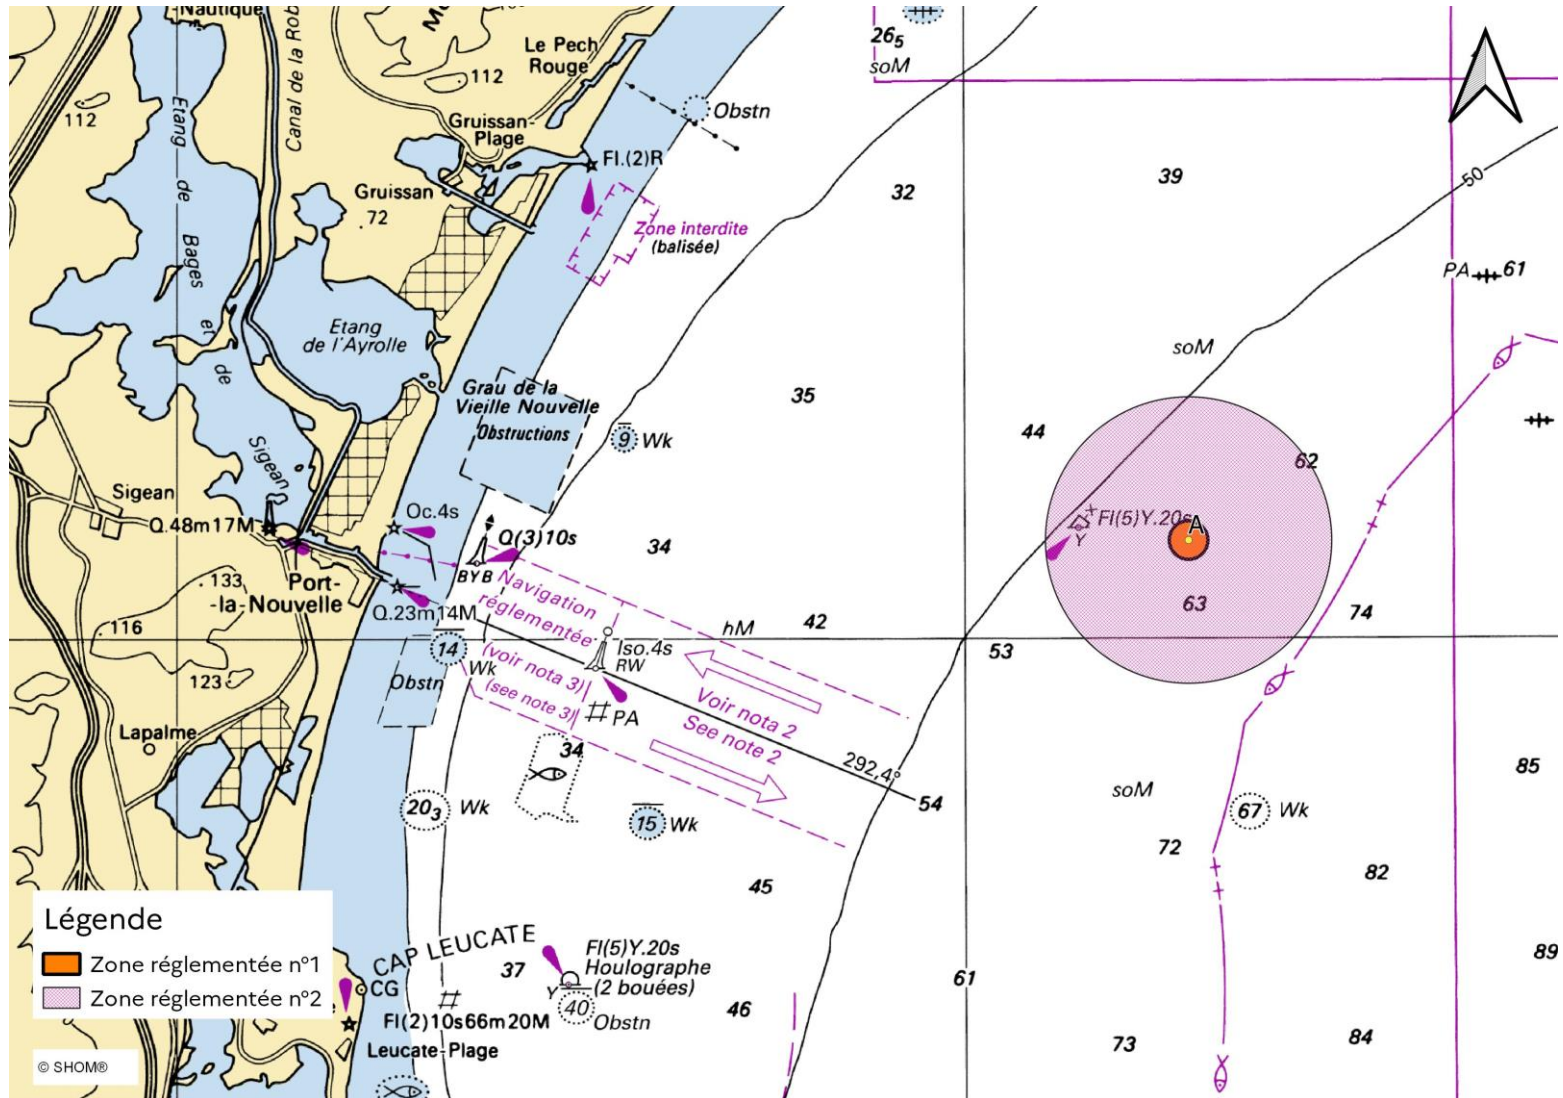 -Nautique
Canal de la Rob
Etang de Bages et de Sigean
112
112
Le Pech
Rouge
Gruissan
-Plage
Obstn
Fl.(2)R
Gruissan
72
Zone interdite
(balisée)
26₅
soM
39
32
50
PA
61
soM
Etang
de l'Ayrolle
Grau de la
Vieille Nouvelle
Obstructions
35
9 Wk
44
62
Sigean
Q.48m17M
Oc.4s
Q(3)10s
BYB
34
Fl(5)Y.20s
Y
A
63
74
133
Port-
-la-Nouvelle
Q.23m14M
Navigation
réglementée
(voir nota 3)
(see note 3)
116
123
14 Wk
Obstn
Iso.4s
RW
PA
hM
42
53
Voir nota 2
See note 2
292,4°
54
Lapalme
34
20₃ Wk
15 Wk
soM
67 Wk
85
72
82
45
CAP LEUCATE
37
Fl(5)Y.20s
Houlographe
(2 bouées)
Y
40
Obstn
46
61
89
73
84
CG
Fl(2)10s66m20M
Leucate-Plage
Légende
Zone réglementée n°1
Zone réglementée n°2
© SHOM®